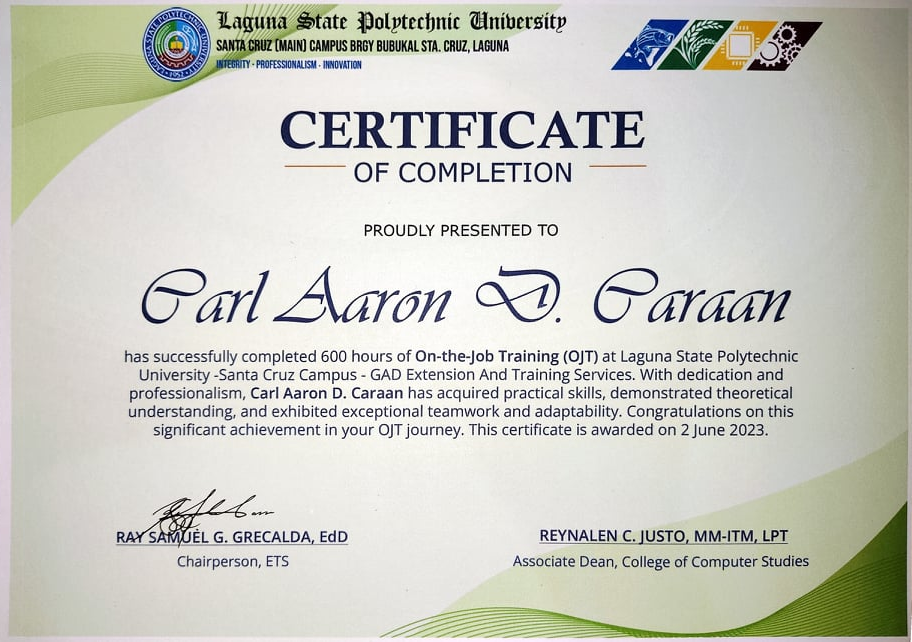 Laguna State Polytechnic University
SANTA CRUZ (MAIN) CAMPUS BRGY BUBUKAL STA. CRUZ, LAGUNA
INTEGRITY · PROFESSIONALISM · INNOVATION
LAGUNA STATE POLYTECHNIC UNIVERSITY
1952
CERTIFICATE
OF COMPLETION
PROUDLY PRESENTED TO
Carl Aaron D. Caraan
has successfully completed 600 hours of On-the-Job Training (OJT) at Laguna State Polytechnic
University -Santa Cruz Campus - GAD Extension And Training Services. With dedication and
professionalism, Carl Aaron D. Caraan has acquired practical skills, demonstrated theoretical
understanding, and exhibited exceptional teamwork and adaptability. Congratulations on this
significant achievement in your OJT journey. This certificate is awarded on 2 June 2023.
RAY SAMUEL G. GRECALDA, EdD
Chairperson, ETS
REYNALEN C. JUSTO, MM-ITM, LPT
Associate Dean, College of Computer Studies